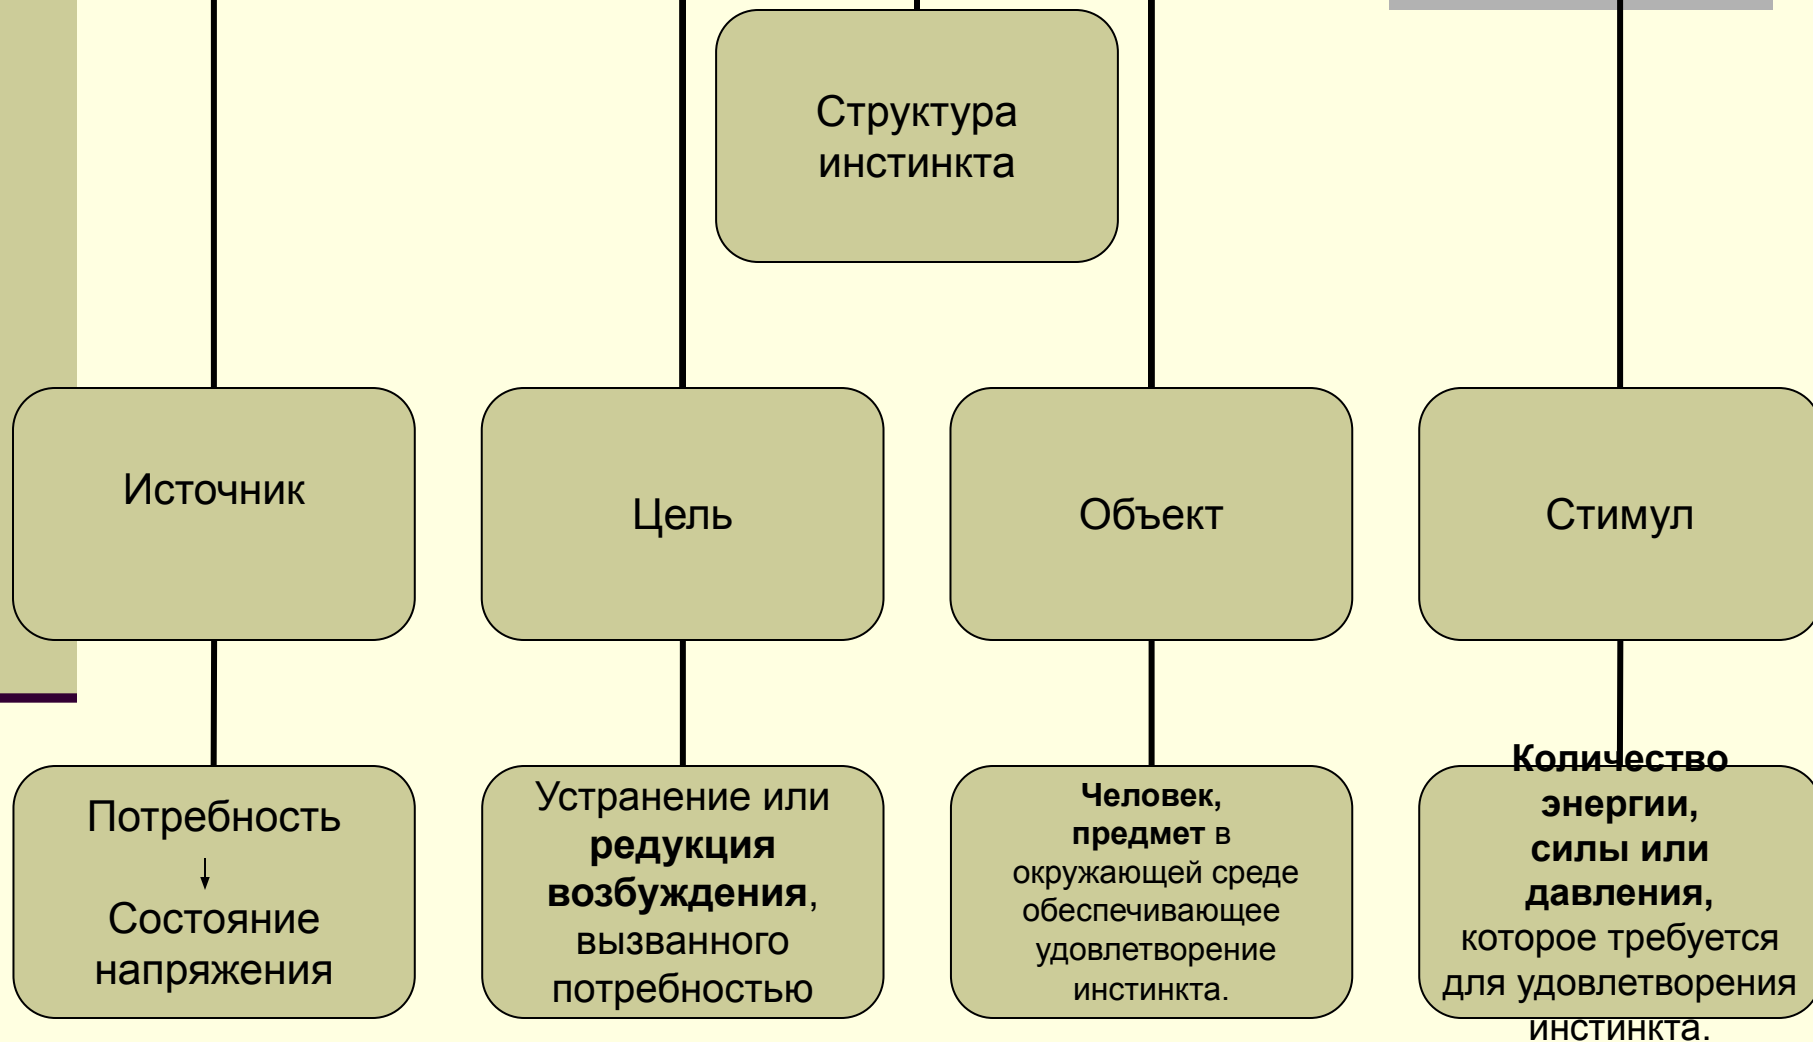 Структура
инстинкта
Источник
Цель
Объект
Стимул
Потребность
↓
Состояние
напряжения
Устранение или
редукция
возбуждения,
вызванного
потребностью
Человек,
предмет в
окружающей среде
обеспечивающее
удовлетворение
инстинкта.
Количество
энергии,
силы или
давления,
которое требуется
для удовлетворения
инстинкта.